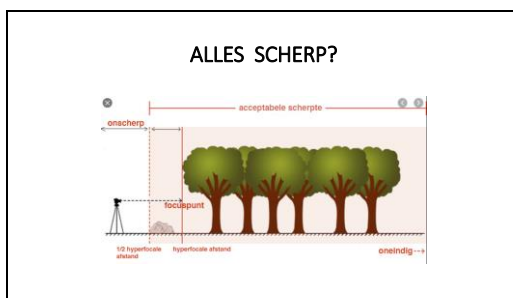 ALLES SCHERP?
acceptabele scherpte
onscherp
focuspunt
1/2 hyperfocale
afstand
hyperfocale afstand
oneindig